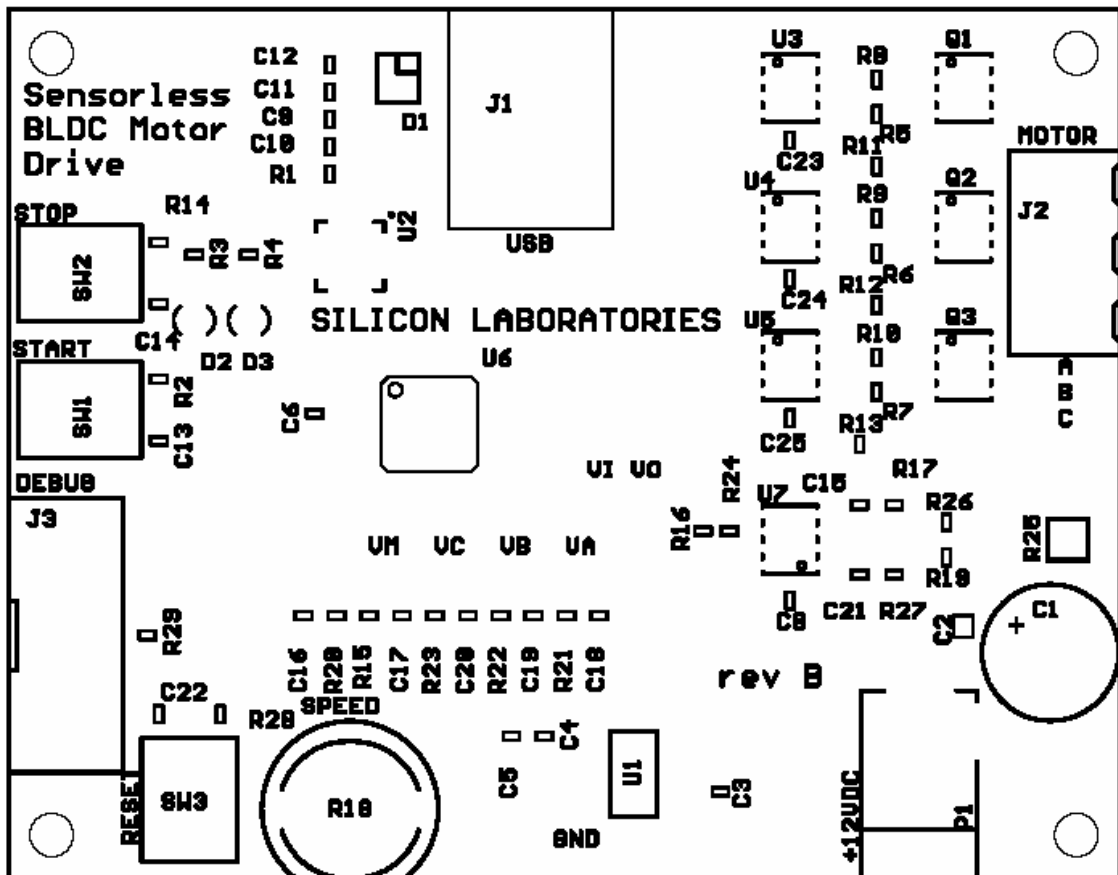 C12
C11
C9
C10
R1
D1
J1
USB
U3
R8
Q1
Sensorless
BLDC Motor
Drive
C23
R5
R11
MOTOR
U4
R9
Q2
J2
STOP
R14
SW2
R3
R4
U2
C24
R6
R12
C14
D2
D3
SILICON LABORATORIES
U5
R10
Q3
START
U6
SW1
R2
C13
C6
C25
R7
R13
A
B
C
DEBUG
J3
VI VO
R16
R24
U7
C15
R17
R26
R25
VM VC VB VA
R19
C8
C21
R27
C2
+ C1
R29
C16
R20
R15
C17
R23
C20
R22
C19
R21
C18
rev B
C22
R28
SPEED
RESET
SW3
R18
C5
C4
U1
C3
GND
+12VDC
P1